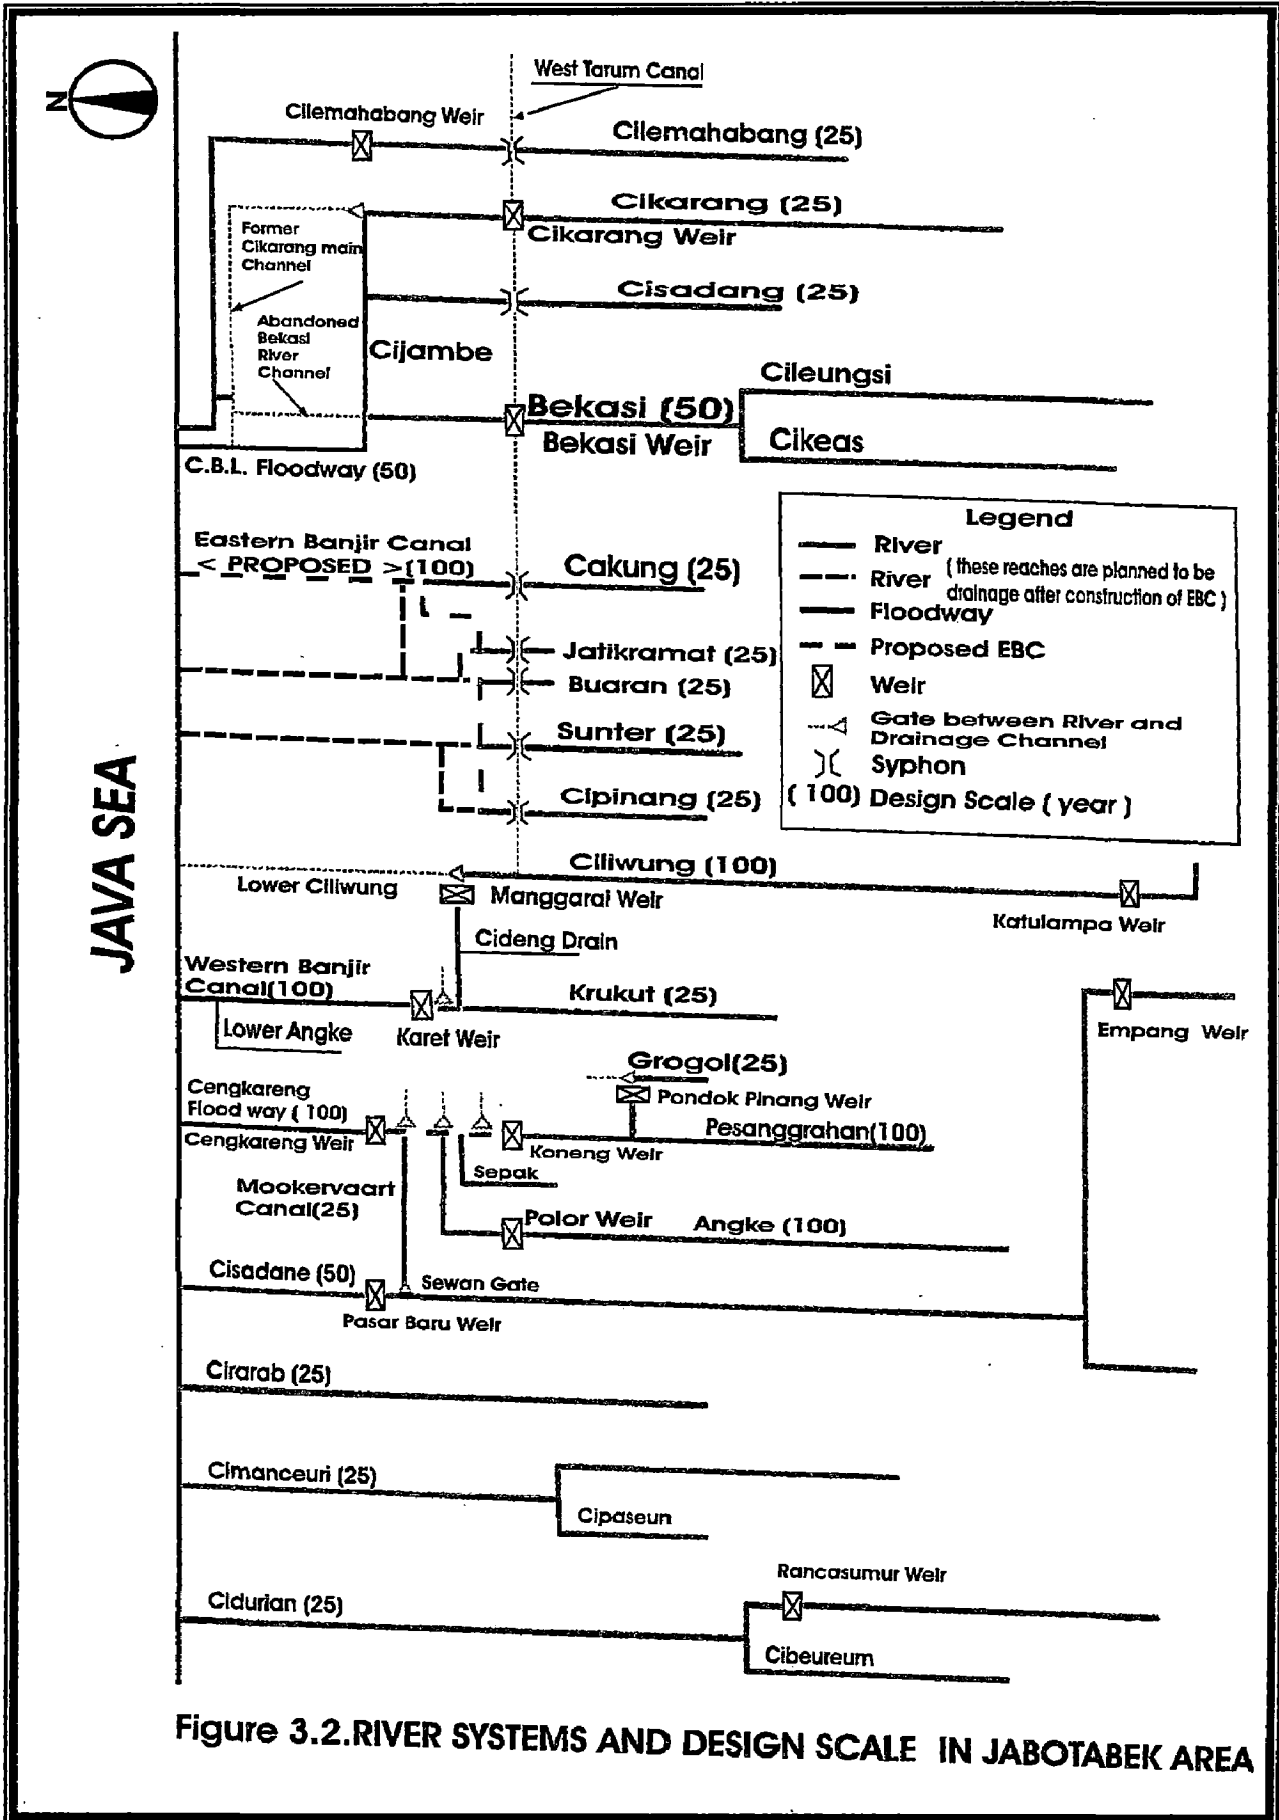 N
West Tarum Canal
Cilemahabang Weir
Cilemahabang (25)
Cikarang (25)
Cikarang Weir
Former
Cikarang main
Channel
Cisadang (25)
Abandoned
Bekasi
River
Channel
Cijambe
Cileungsi
Bekasi (50)
Bekasi Weir
Cikeas
C.B.L. Floodway (50)
Legend
River
River (these reaches are planned to be
drainage after construction of EBC)
Floodway
Proposed EBC
Weir
Gate between River and
Drainage Channel
Syphon
(100) Design Scale (year)
Eastern Banjir Canal
< PROPOSED >(100)
Cakung (25)
Jatikramat (25)
Buaran (25)
Sunter (25)
Cipinang (25)
JAVA SEA
Ciliwung (100)
Lower Ciliwung
Manggarai Weir
Katulampa Weir
Cideng Drain
Western Banjir
Canal(100)
Krukut (25)
Lower Angke
Karet Weir
Empang Weir
Grogol(25)
Pondok Pinang Weir
Cengkareng
Flood way ( 100)
Cengkareng Weir
Pesanggrahan(100)
Koneng Weir
Sepak
Mookervaart
Canal(25)
Polor Weir
Angke (100)
Cisadane (50)
Sewan Gate
Pasar Baru Weir
Cirarab (25)
Cimanceuri (25)
Cipaseun
Rancasumur Weir
Cidurian (25)
Cibeureum
Figure 3.2.RIVER SYSTEMS AND DESIGN SCALE IN JABOTABEK AREA